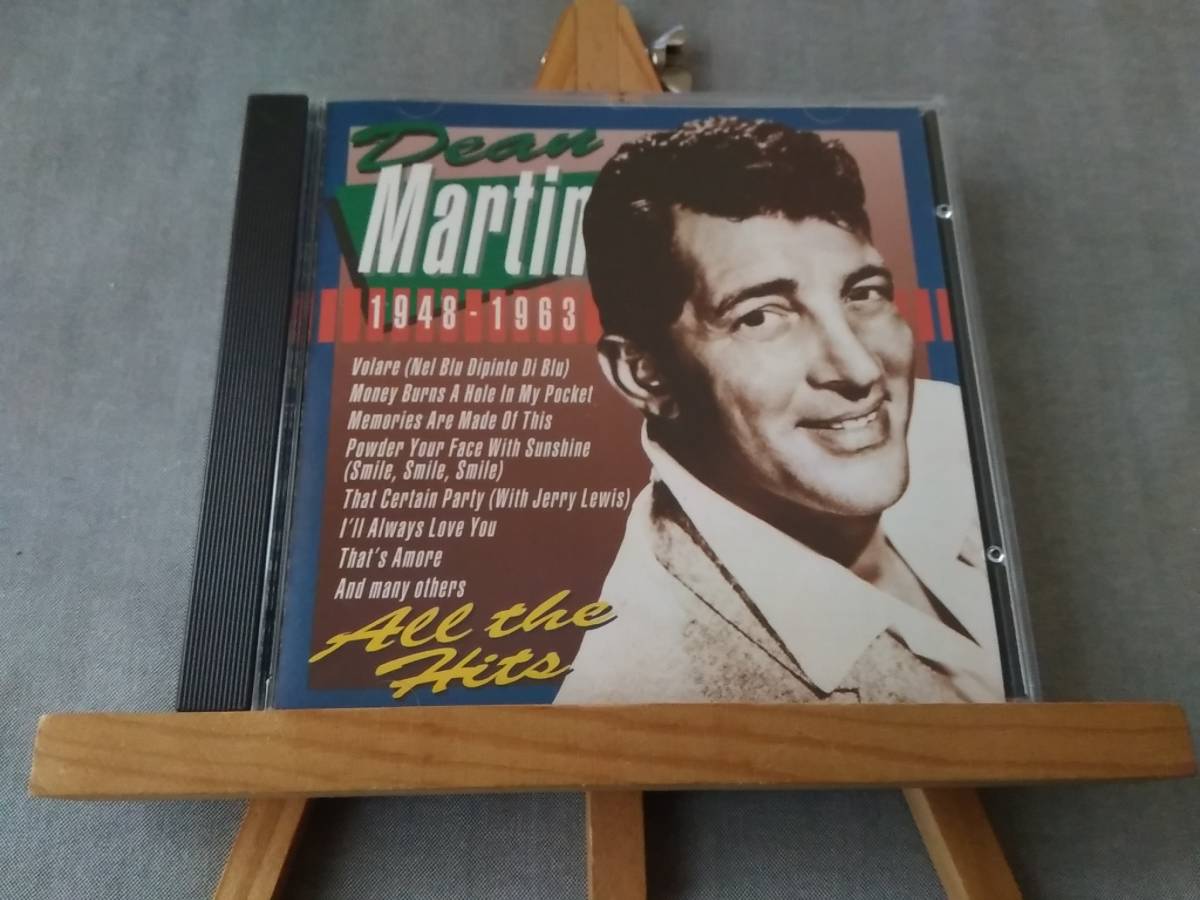 Dean
Martin
1948 - 1963
Volare (Nel Blu Dipinto Di Blu)
Money Burns A Hole In My Pocket
Memories Are Made Of This
Powder Your Face With Sunshine
(Smile, Smile, Smile)
That Certain Party (With Jerry Lewis)
I'll Always Love You
That's Amore
And many others
All the
Hits